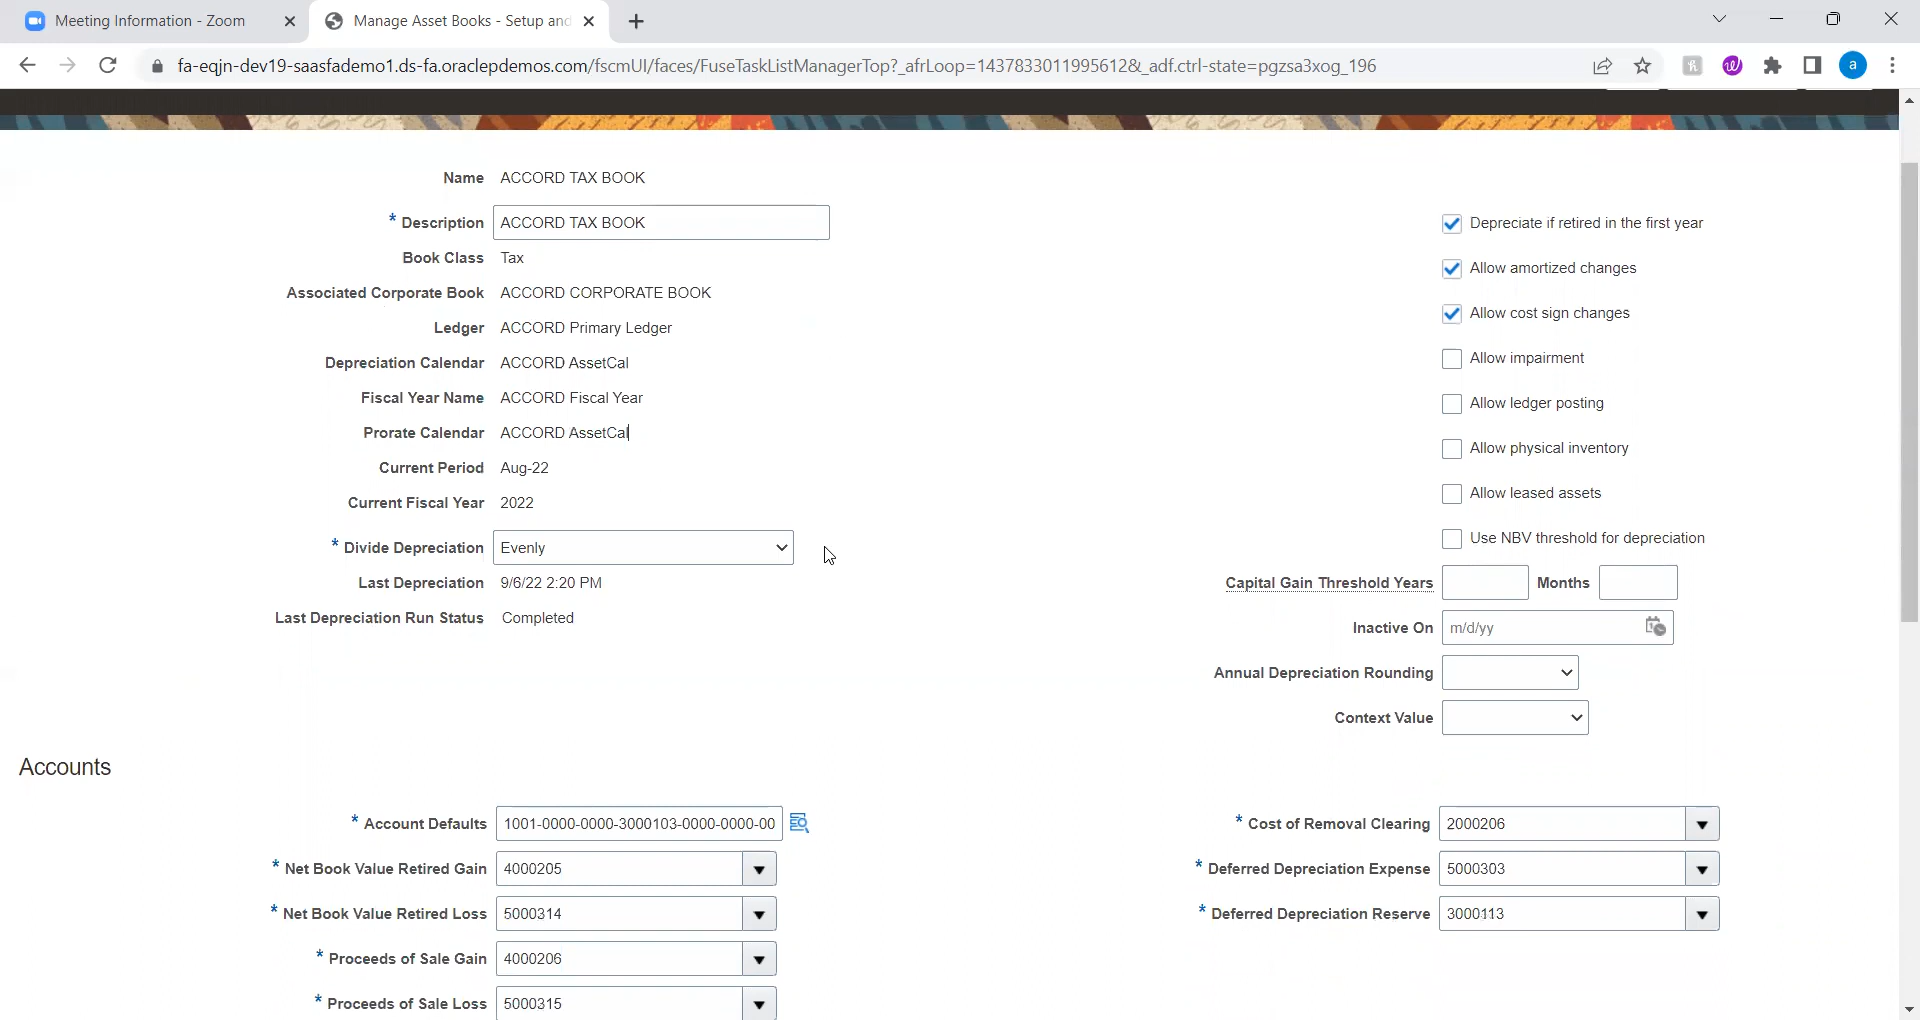 Meeting Information - Zoom
Manage Asset Books - Setup and
fa-eqjn-dev19-saasfademo1.ds-fa.oraclepdemos.com/fscmUI/faces/FuseTaskListManagerTop?_afrLoop=14378330119956128&_adf.ctrl-state=pgzsa3xog_196
a
Name ACCORD TAX BOOK
* Description ACCORD TAX BOOK
Book Class Tax
Associated Corporate Book ACCORD CORPORATE BOOK
Ledger ACCORD Primary Ledger
Depreciation Calendar ACCORD AssetCal
Fiscal Year Name ACCORD Fiscal Year
Prorate Calendar ACCORD AssetCal
Current Period Aug-22
Current Fiscal Year 2022
* Divide Depreciation Evenly
Last Depreciation 9/6/22 2:20 PM
Last Depreciation Run Status Completed
Depreciate if retired in the first year
Allow amortized changes
Allow cost sign changes
Allow impairment
Allow ledger posting
Allow physical inventory
Allow leased assets
Use NBV threshold for depreciation
Capital Gain Threshold Years Months
Inactive On m/d/yy
Annual Depreciation Rounding
Context Value
Accounts
* Account Defaults 1001-0000-0000-3000103-0000-0000-00
* Net Book Value Retired Gain 4000205
* Net Book Value Retired Loss 5000314
* Proceeds of Sale Gain 4000206
* Proceeds of Sale Loss 5000315
* Cost of Removal Clearing 2000206
* Deferred Depreciation Expense 5000303
* Deferred Depreciation Reserve 3000113